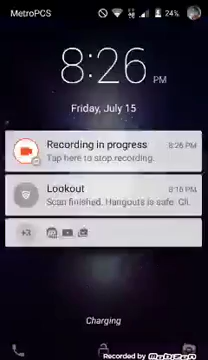 MetroPCS 24%
8:26 PM
Friday, July 15
Recording in progress 8:26 PM
Tap here to stop recording.
Lookout 8:16 PM
Scan finished. Hangouts is safe. Cli.
+3
Charging
Recorded by